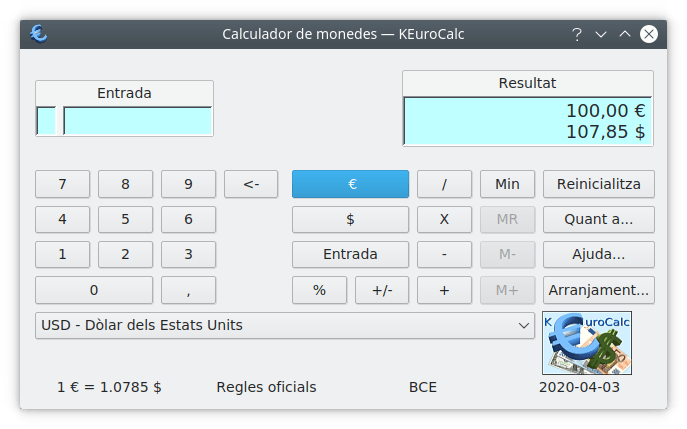 Calculador de monedes — KEuroCalc
Entrada
Resultat
100,00 €
107,85 $
7 8 9 <- € / Min Reinicialitza
4 5 6 $ X MR Quant a...
1 2 3 Entrada - M- Ajuda...
0 , % +/- + M+ Arranjament...
USD - Dòlar dels Estats Units
K€uroCalc
1 € = 1.0785 $ Regles oficials BCE 2020-04-03